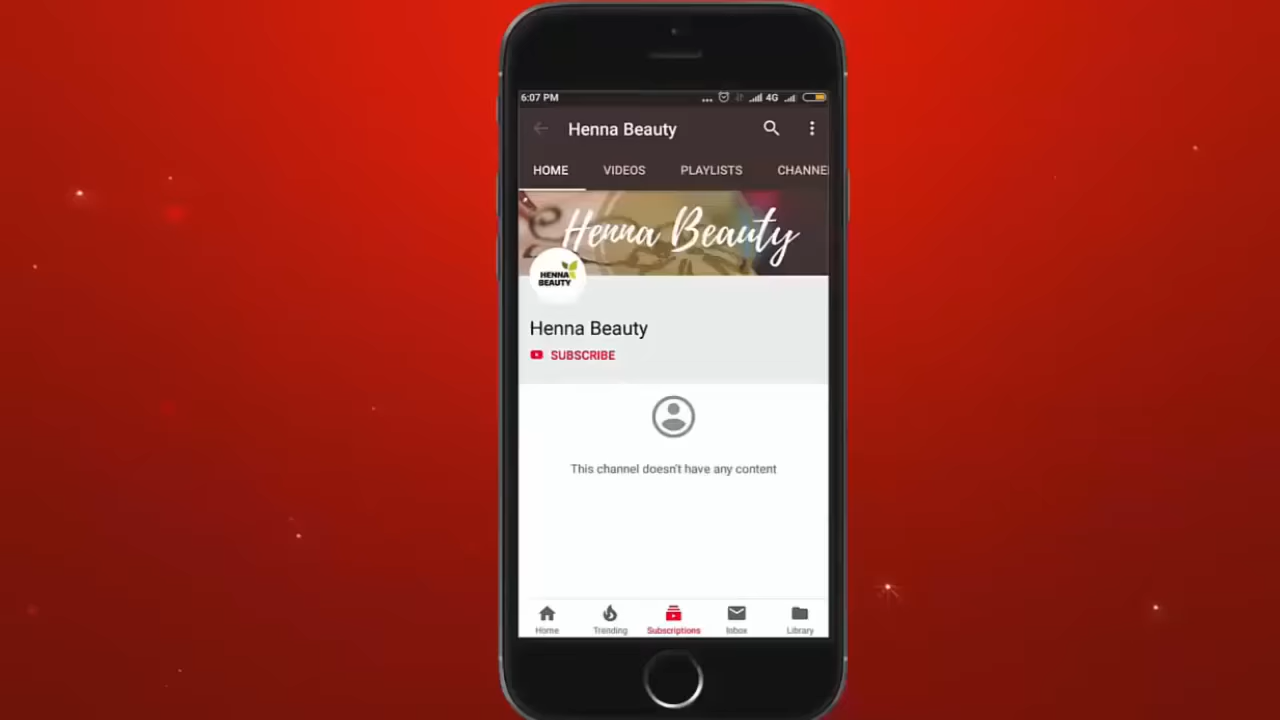 6:07 PM
4G
Henna Beauty
HOME VIDEOS PLAYLISTS CHANNE
Henna Beauty
HENNA
BEAUTY
Henna Beauty
SUBSCRIBE
This channel doesn't have any content
Home Trending Subscriptions Inbox Library